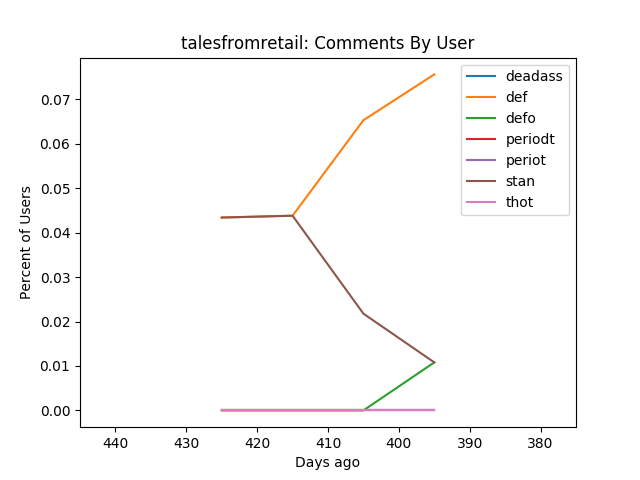 talesfromretail: Comments By User
Percent of Users
0.07
0.06
0.05
0.04
0.03
0.02
0.01
0.00
deadass
def
defo
periodt
periot
stan
thot
440 430 420 410 400 390 380
Days ago